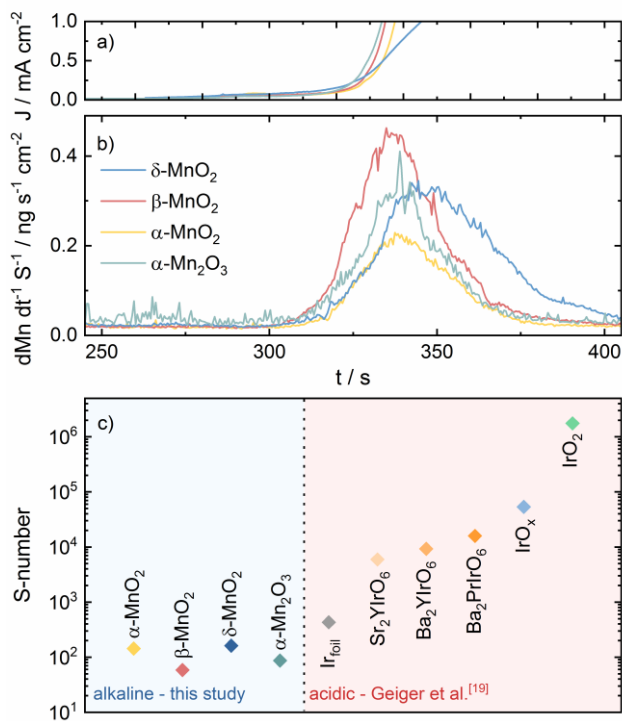 a)
J / mA cm⁻²
1.0
0.5
0.0
b)
dMn dt⁻¹ S⁻¹ / ng s⁻¹ cm⁻²
0.4
0.2
0.0
δ-MnO₂
β-MnO₂
α-MnO₂
α-Mn₂O₃
250 300 350 400
t / s
c)
S-number
10⁶
10⁵
10⁴
10³
10²
10¹
α-MnO₂
β-MnO₂
δ-MnO₂
α-Mn₂O₃
Ir_foil
Sr₂YIrO₆
Ba₂YIrO₆
Ba₂PrIrO₆
IrOₓ
IrO₂
alkaline - this study
acidic - Geiger et al.[19]